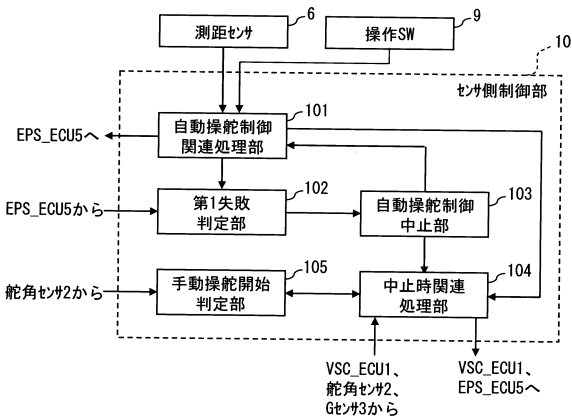 6
9
測距ｾﾝｻ
操作SW
10
ｾﾝｻ側制御部
101
EPS_ECU5へ
自動操舵制御
関連処理部
102
103
EPS_ECU5から
第1失敗
判定部
自動操舵制御
中止部
105
104
舵角ｾﾝｻ2から
手動操舵開始
判定部
中止時関連
処理部
VSC_ECU1、
舵角ｾﾝｻ2、
Gｾﾝｻ3から
VSC_ECU1、
EPS_ECU5へ